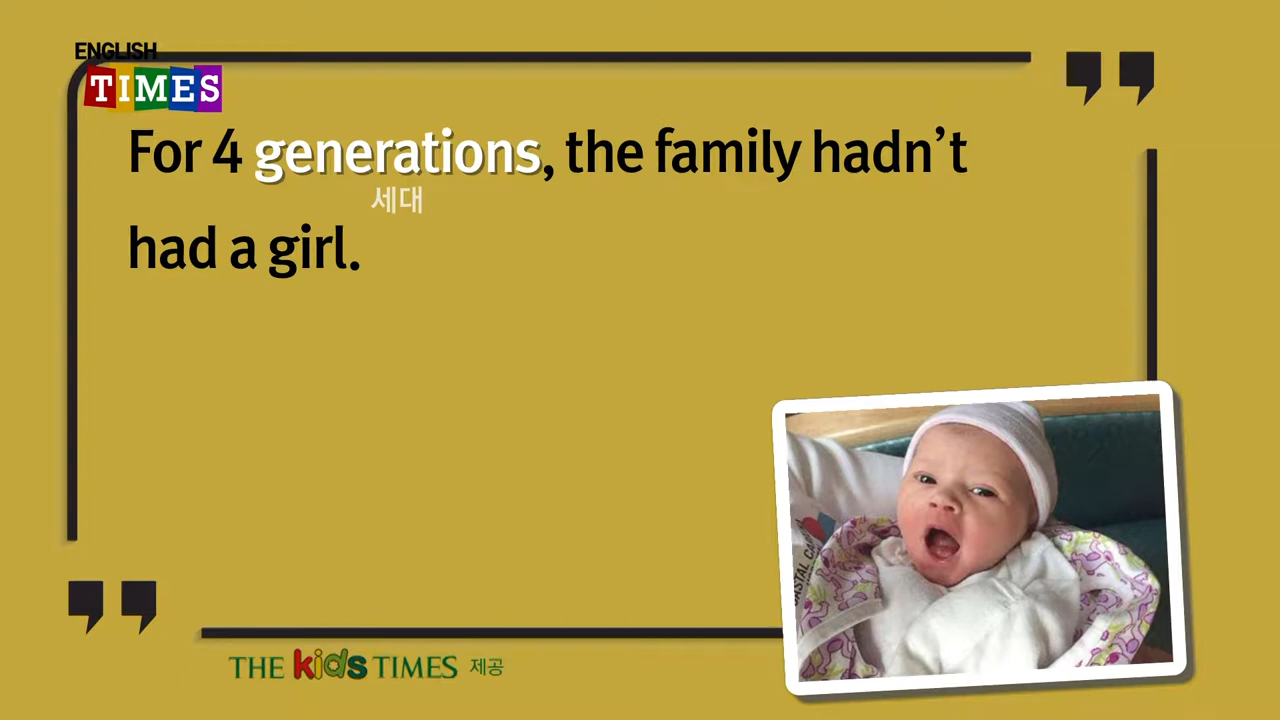 ENGLISH
TIMES
For 4 generations, the family hadn’t
세대
had a girl.
THE kids TIMES 제공